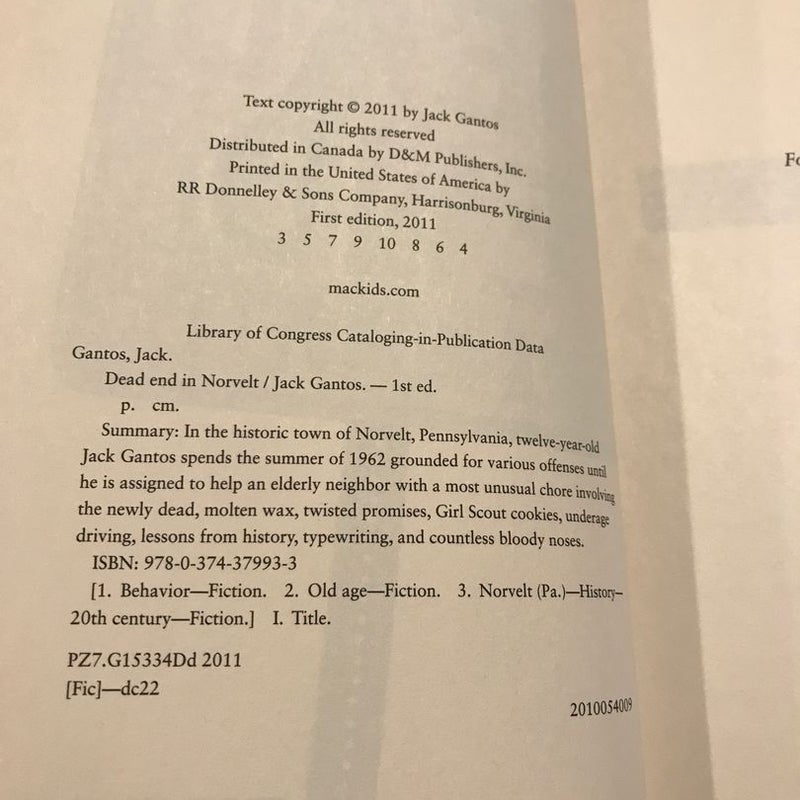 Text copyright © 2011 by Jack Gantos
All rights reserved
Distributed in Canada by D&M Publishers, Inc.
Printed in the United States of America by
RR Donnelley & Sons Company, Harrisonburg, Virginia
First edition, 2011
3 5 7 9 10 8 6 4
mackids.com
Library of Congress Cataloging-in-Publication Data
Gantos, Jack.
Dead end in Norvelt / Jack Gantos. — 1st ed.
p. cm.
Summary: In the historic town of Norvelt, Pennsylvania, twelve-year-old
Jack Gantos spends the summer of 1962 grounded for various offenses until
he is assigned to help an elderly neighbor with a most unusual chore involving
the newly dead, molten wax, twisted promises, Girl Scout cookies, underage
driving, lessons from history, typewriting, and countless bloody noses.
ISBN: 978-0-374-37993-3
[1. Behavior—Fiction. 2. Old age—Fiction. 3. Norvelt (Pa.)—History—
20th century—Fiction.] I. Title.
PZ7.G15334Dd 2011
[Fic]—dc22
2010054009